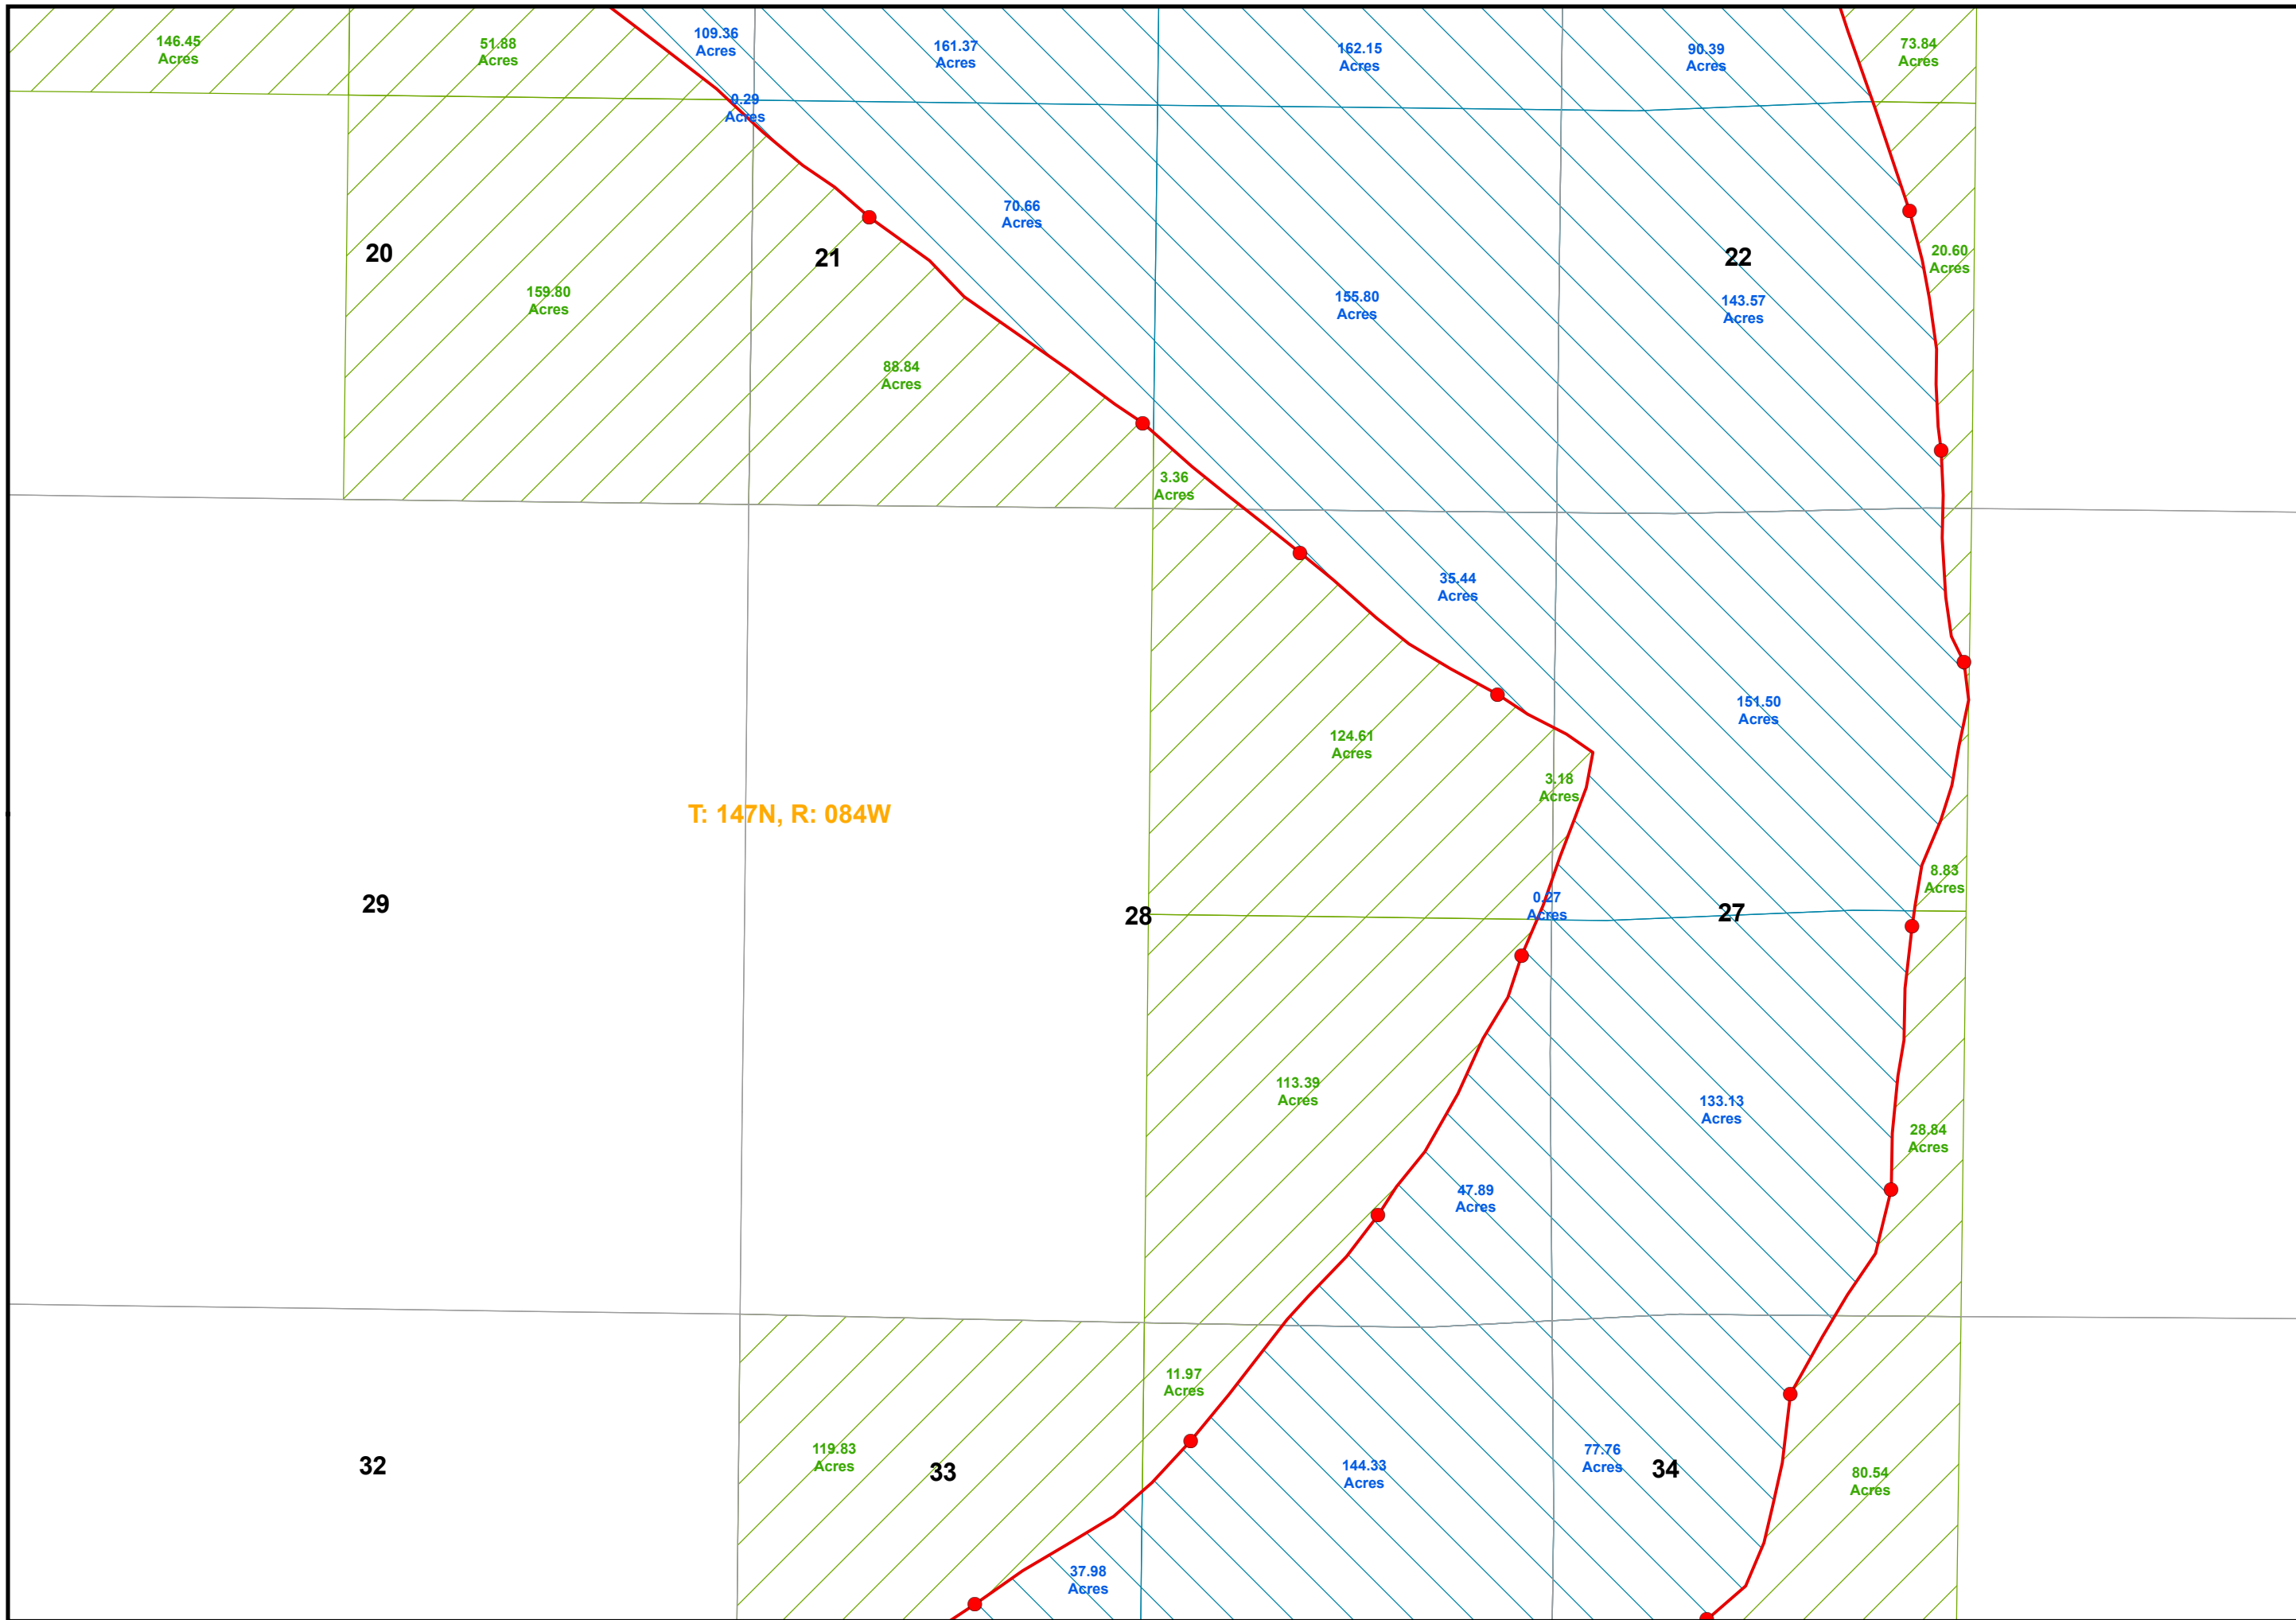 146.45
Acres
51.88
Acres
109.36
Acres
161.37
Acres
162.15
Acres
90.39
Acres
73.84
Acres
0.29
Acres
70.66
Acres
20
21
22
20.60
Acres
159.80
Acres
155.80
Acres
143.57
Acres
88.84
Acres
3.36
Acres
35.44
Acres
151.50
Acres
124.61
Acres
3.18
Acres
T: 147N, R: 084W
8.83
Acres
29
28
0.27
Acres
27
113.39
Acres
133.13
Acres
28.84
Acres
47.89
Acres
11.97
Acres
119.83
Acres
32
33
144.33
Acres
77.76
Acres
34
80.54
Acres
37.98
Acres